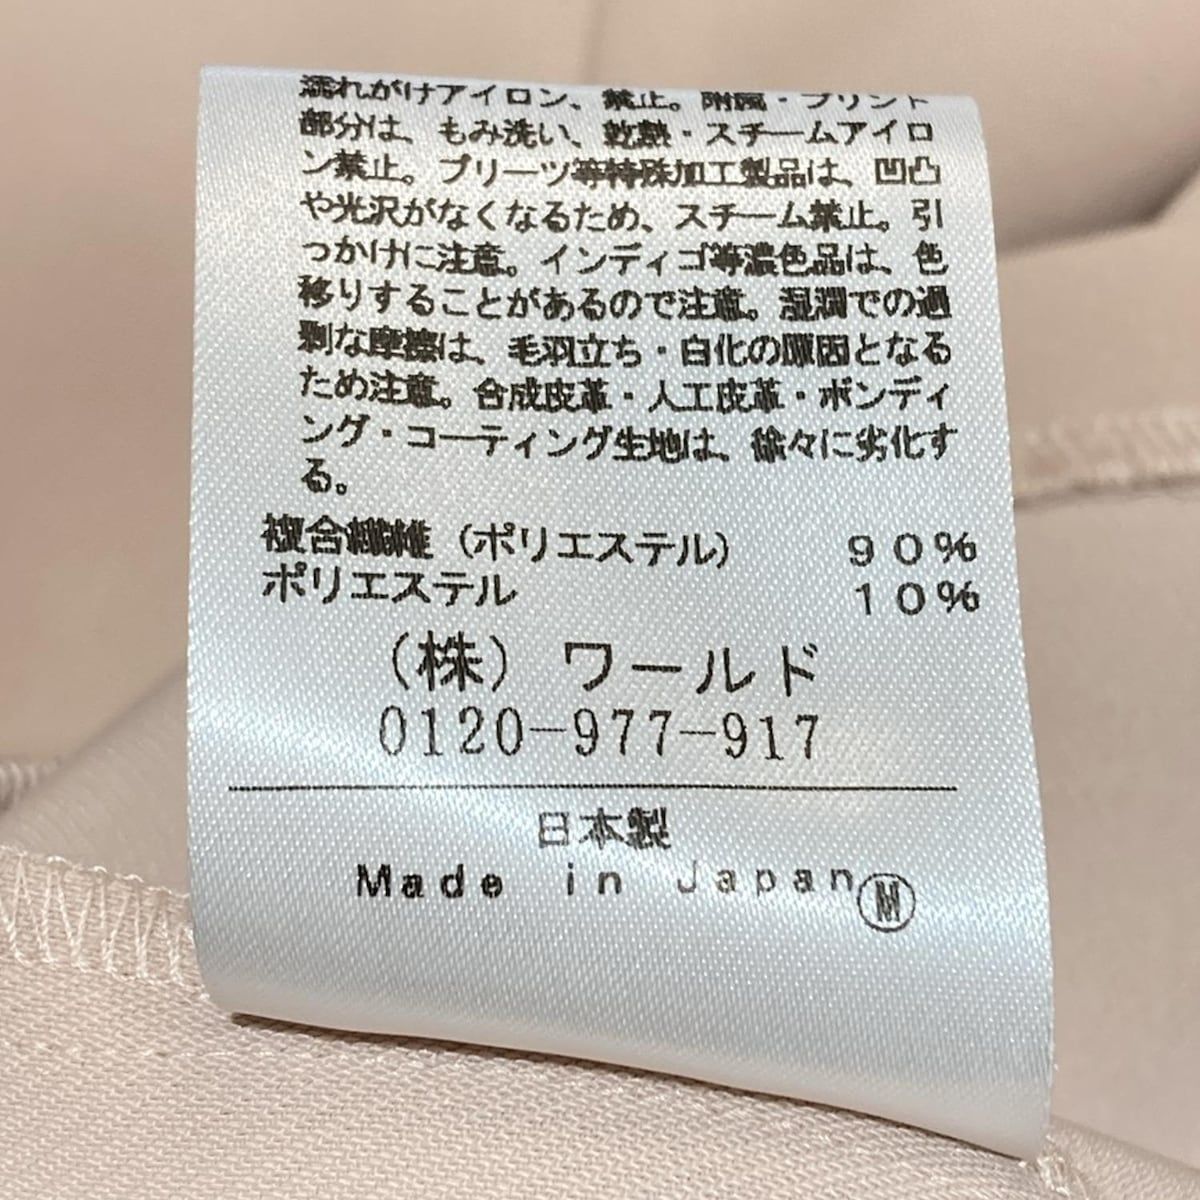 濡れがけアイロン、禁止。附属・プリント
部分は、もみ洗い、乾熱・スチームアイロ
ン禁止。プリーツ等特殊加工製品は、凹凸
や光沢がなくなるため、スチーム禁止。引
っかけに注意。インディゴ等濃色品は、色
移りすることがあるので注意。湿潤での過
剰な摩擦は、毛羽立ち・白化の原因となる
ため注意。合成皮革・人工皮革・ボンディ
ング・コーティング生地は、徐々に劣化す
る。
複合繊維（ポリエステル） 90%
ポリエステル 10%
（株）ワールド
0120-977-917
日本製
Made in Japan Ⓜ